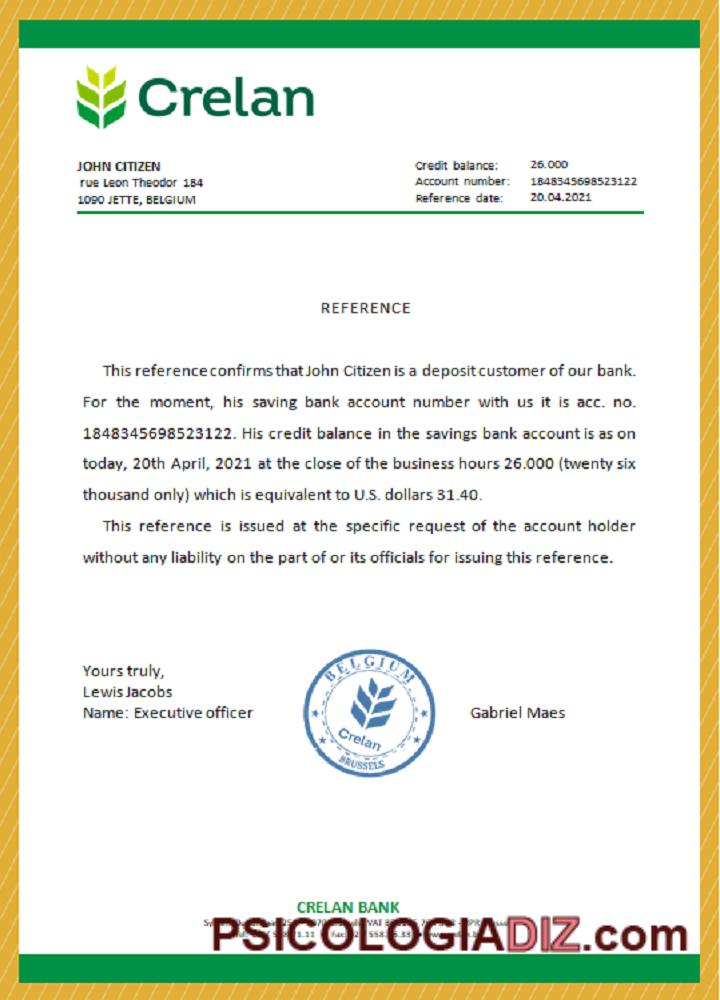 Crelan
JOHN CITIZEN
rue Leon Theodor 184
1090 JETTE, BELGIUM
Credit balance: 26.000
Account number: 1848345698523122
Reference date: 20.04.2021
REFERENCE
This reference confirms that John Citizen is a deposit customer of our bank.
For the moment, his saving bank account number with us it is acc. no.
1848345698523122. His credit balance in the savings bank account is as on
today, 20th April, 2021 at the close of the business hours 26.000 (twenty six
thousand only) which is equivalent to U.S. dollars 31.40.
This reference is issued at the specific request of the account holder
without any liability on the part of or its officials for issuing this reference.
Yours truly,
Lewis Jacobs
Name: Executive officer
BELGIUM
Crelan
BRUSSELS
Gabriel Maes
CRELAN BANK
PSICOLOGIADIZ.com